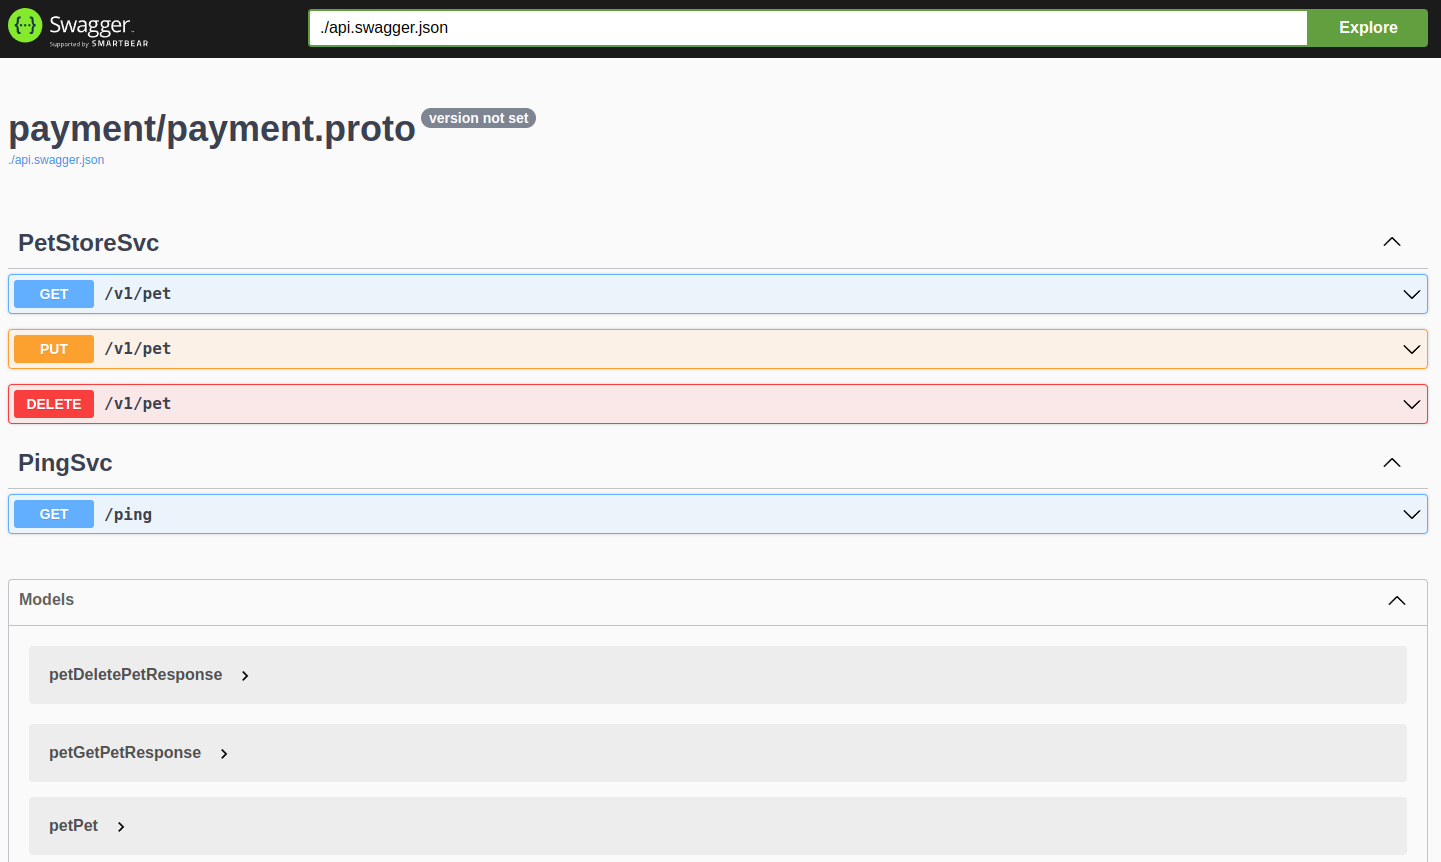 Swagger
Supported by SMARTBEAR
./api.swagger.json
Explore
payment/payment.proto
version not set
./api.swagger.json
PetStoreSvc
GET /v1/pet
PUT /v1/pet
DELETE /v1/pet
PingSvc
GET /ping
Models
petDeletePetResponse
petGetPetResponse
petPet